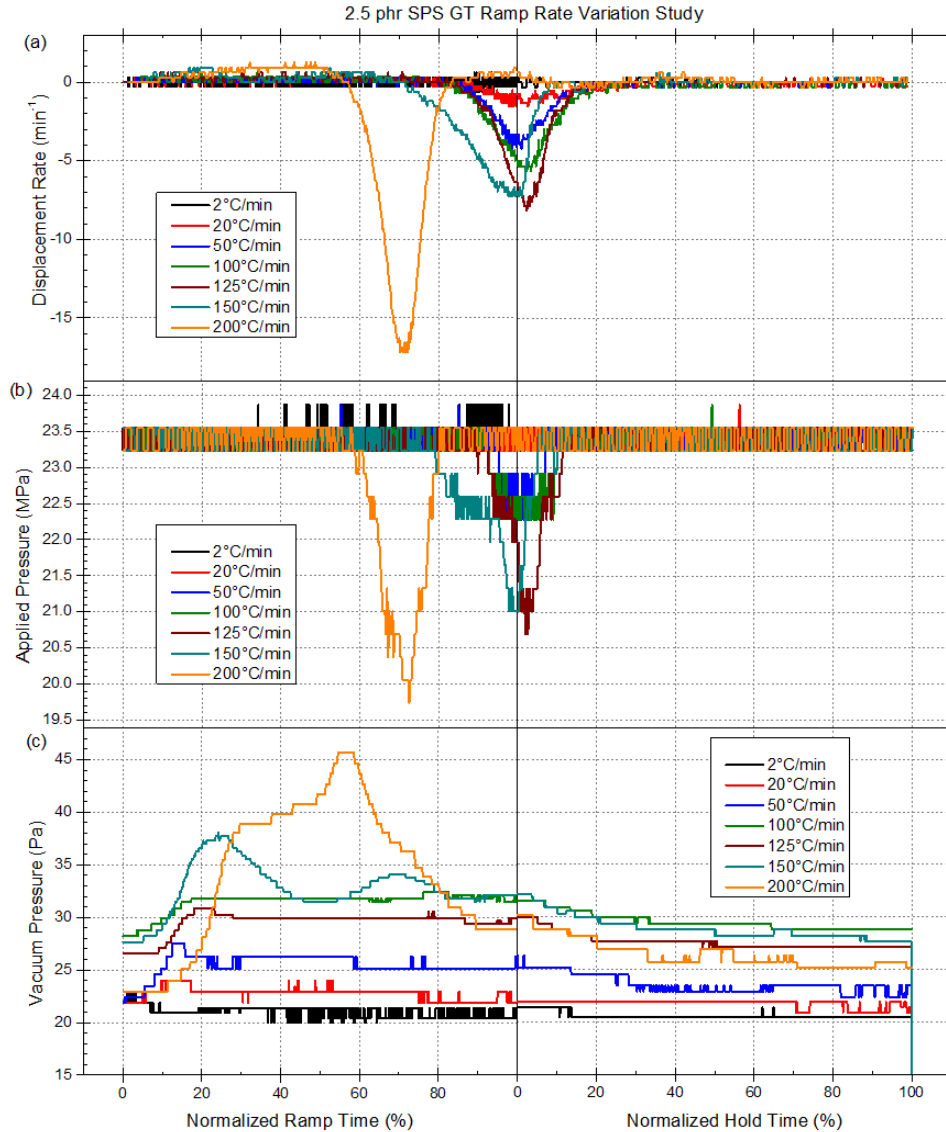 2.5 phr SPS GT Ramp Rate Variation Study
(a)
0
-5
-10
-15
Displacement Rate (min⁻¹)
2°C/min
20°C/min
50°C/min
100°C/min
125°C/min
150°C/min
200°C/min
(b)
24.0
23.5
23.0
22.5
22.0
21.5
21.0
20.5
20.0
19.5
Applied Pressure (MPa)
2°C/min
20°C/min
50°C/min
100°C/min
125°C/min
150°C/min
200°C/min
(c)
45
40
35
30
25
20
15
Vacuum Pressure (Pa)
2°C/min
20°C/min
50°C/min
100°C/min
125°C/min
150°C/min
200°C/min
0 20 40 60 80 0 20 40 60 80 100
Normalized Ramp Time (%) Normalized Hold Time (%)